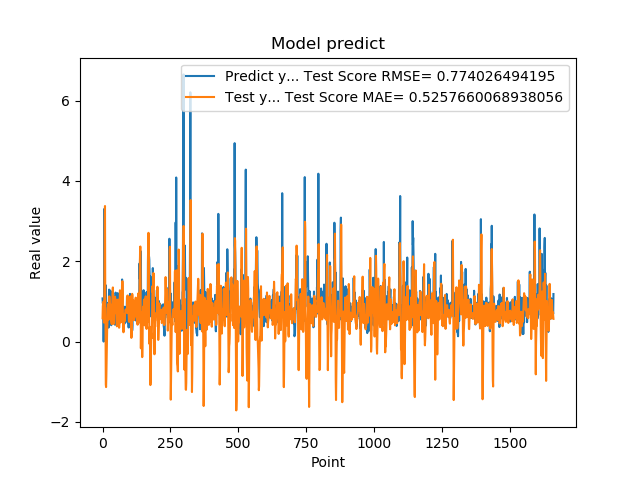 Model predict
Predict y... Test Score RMSE= 0.774026494195
Test y... Test Score MAE= 0.5257660068938056
Real value
6
4
2
0
−2
0 250 500 750 1000 1250 1500
Point